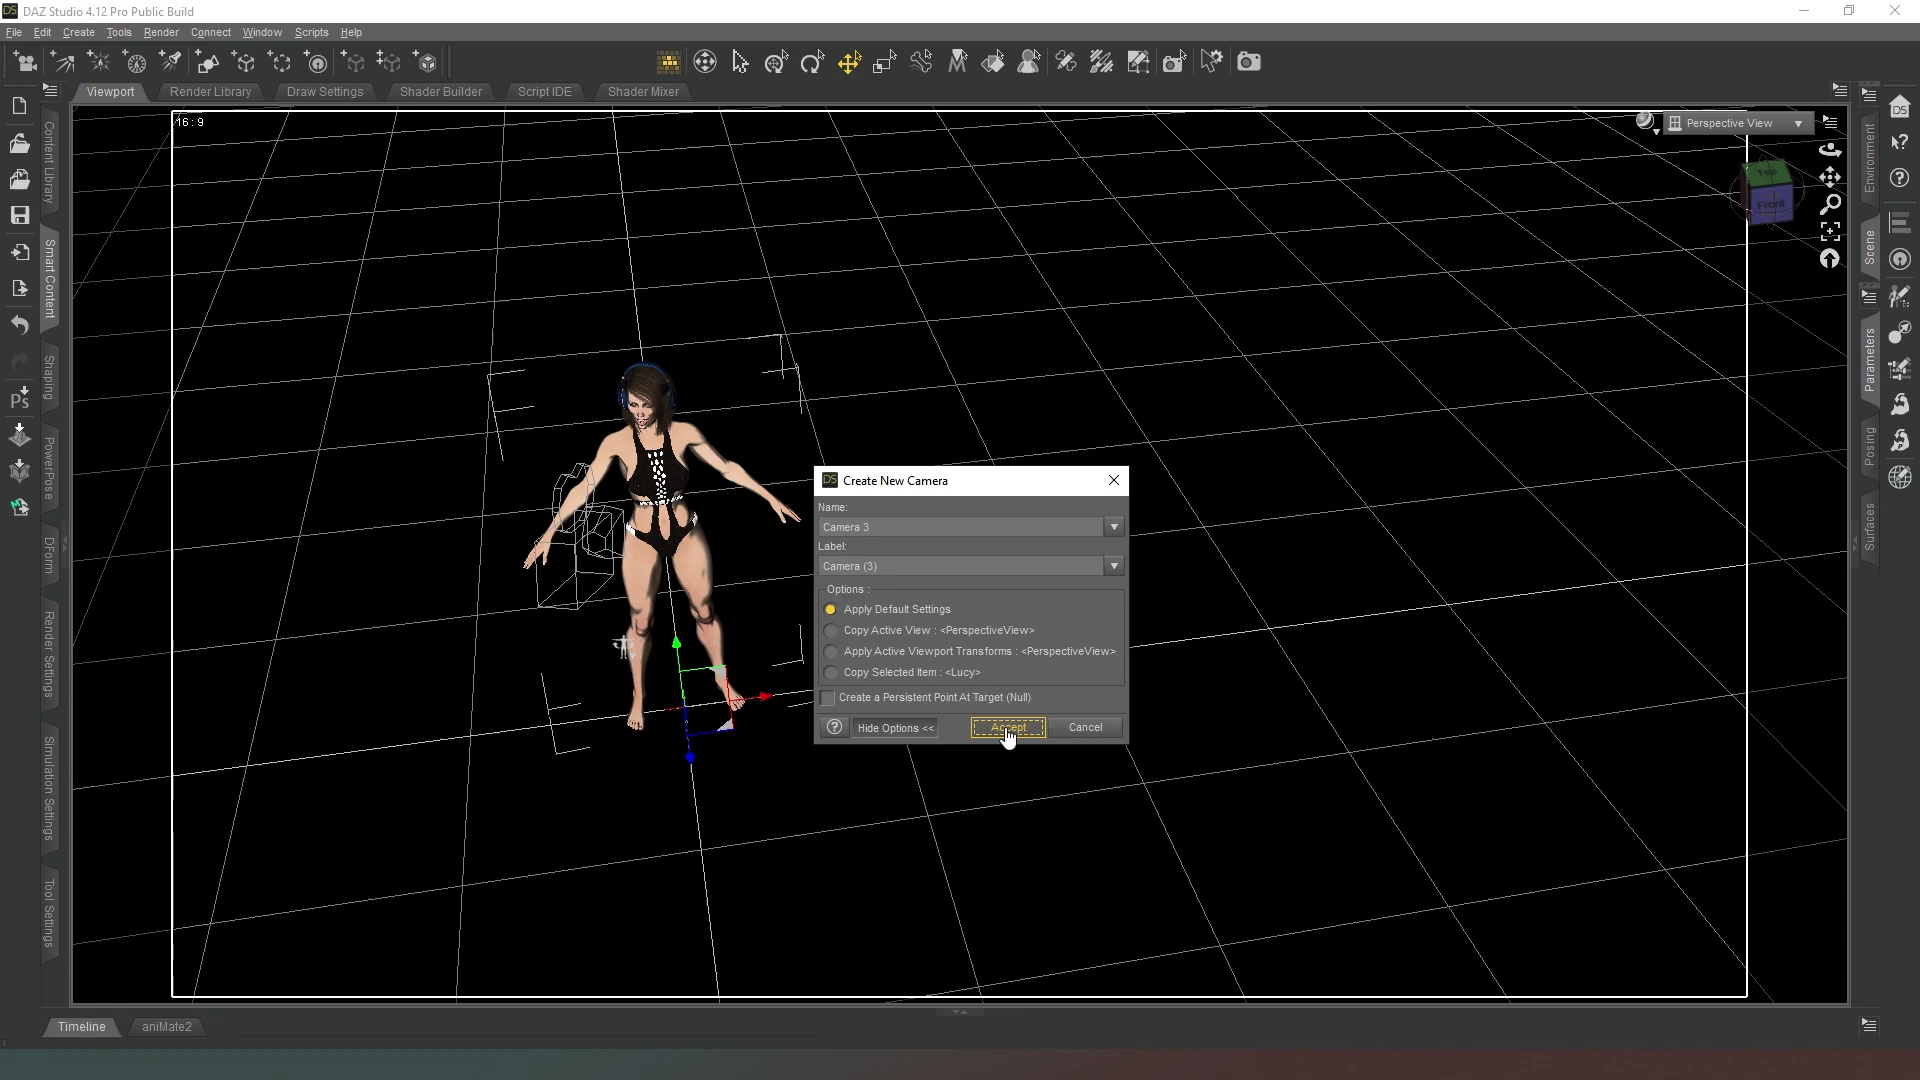 DAZ Studio 4.12 Pro Public Build
File Edit Create Tools Render Connect Window Scripts Help
Viewport Render Library Draw Settings Shader Builder Script IDE Shader Mixer
16 : 9
Perspective View
Top
Front
Content Library
Smart Content
Shaping
PowerPose
DForm
Render Settings
Simulation Settings
Tool Settings
Ps
Environment
Scene
Parameters
Posing
Surfaces
DS
Create New Camera
Name:
Camera 3
Label:
Camera (3)
Options :
Apply Default Settings
Copy Active View : <PerspectiveView>
Apply Active Viewport Transforms : <PerspectiveView>
Copy Selected Item : <Lucy>
Create a Persistent Point At Target (Null)
Hide Options << Accept Cancel
Timeline aniMate2